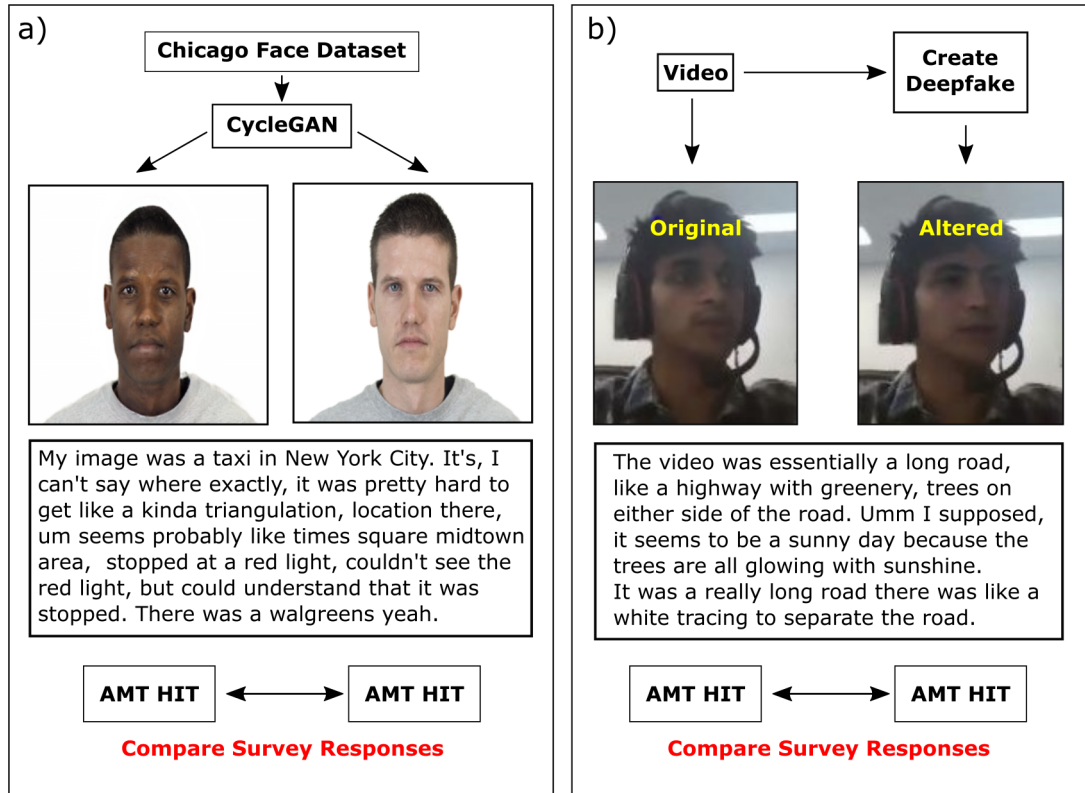 a)
Chicago Face Dataset
CycleGAN
My image was a taxi in New York City. It's, I
can't say where exactly, it was pretty hard to
get like a kinda triangulation, location there,
um seems probably like times square midtown
area,  stopped at a red light, couldn't see the
red light, but could understand that it was
stopped. There was a walgreens yeah.
AMT HIT
AMT HIT
Compare Survey Responses
b)
Video
Create
Deepfake
Original
Altered
The video was essentially a long road,
like a highway with greenery, trees on
either side of the road. Umm I supposed,
it seems to be a sunny day because the
trees are all glowing with sunshine.
It was a really long road there was like a
white tracing to separate the road.
AMT HIT
AMT HIT
Compare Survey Responses